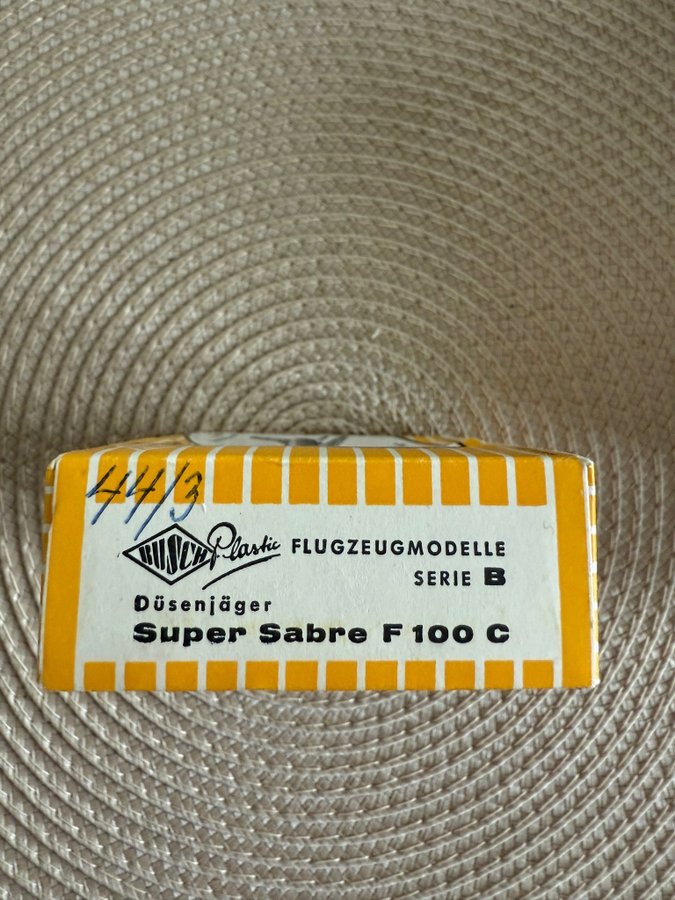 44/3
BUSCH Plastic FLUGZEUGMODELLE
SERIE B
Düsenjäger
Super Sabre F 100 C